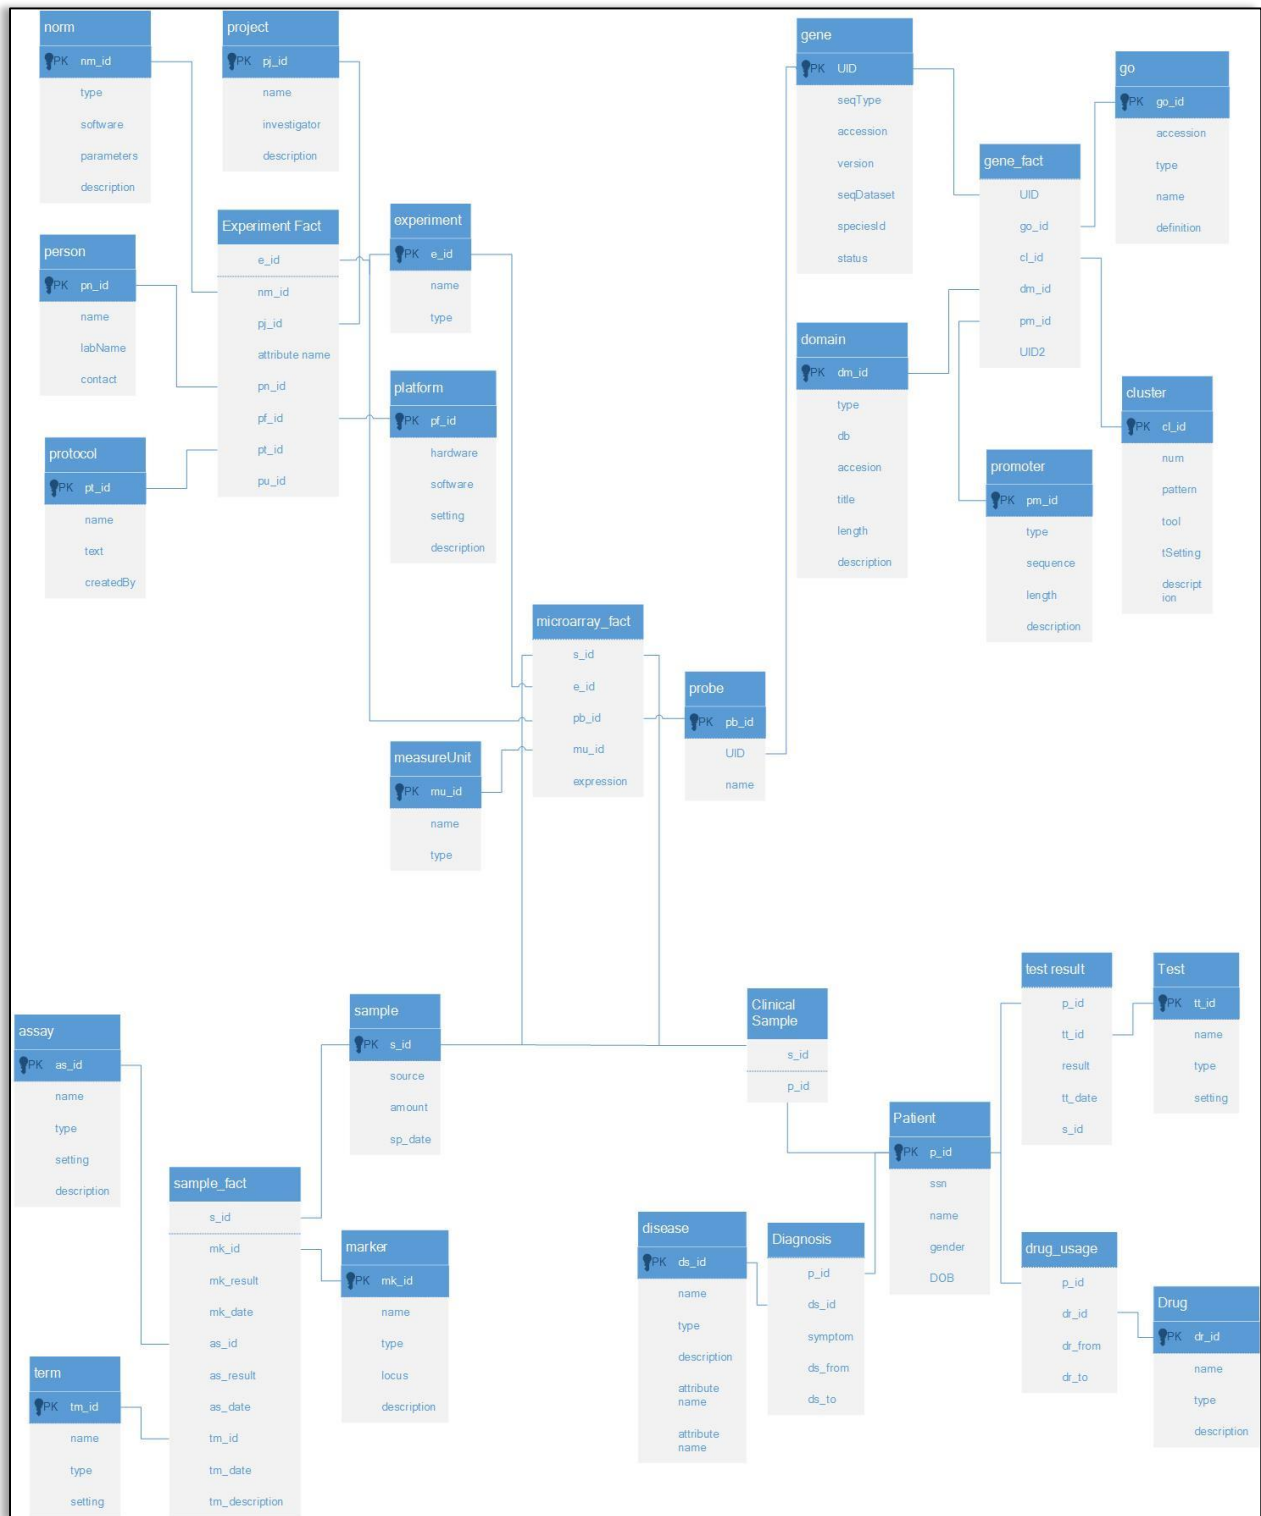 norm
PK nm_id
type
software
parameters
description
project
PK pj_id
name
investigator
description
Experiment Fact
e_id
nm_id
pj_id
attribute name
pn_id
pf_id
pt_id
pu_id
person
PK pn_id
name
labName
contact
protocol
PK pt_id
name
text
createdBy
experiment
PK e_id
name
type
platform
PK pf_id
hardware
software
setting
description
gene
PK UID
seqType
accession
version
seqDataset
speciesId
status
go
PK go_id
accession
type
name
definition
gene_fact
UID
go_id
cl_id
dm_id
pm_id
UID2
domain
PK dm_id
type
db
accesion
title
length
description
cluster
PK cl_id
num
pattern
tool
tSetting
descript
ion
promoter
PK pm_id
type
sequence
length
description
microarray_fact
s_id
e_id
pb_id
mu_id
expression
probe
PK pb_id
UID
name
measureUnit
PK mu_id
name
type
assay
PK as_id
name
type
setting
description
sample
PK s_id
source
amount
sp_date
sample_fact
s_id
mk_id
mk_result
mk_date
as_id
as_result
as_date
tm_id
tm_date
tm_description
marker
PK mk_id
name
type
locus
description
term
PK tm_id
name
type
setting
Clinical
Sample
s_id
p_id
test result
p_id
tt_id
result
tt_date
s_id
Test
PK tt_id
name
type
setting
Patient
PK p_id
ssn
name
gender
DOB
disease
PK ds_id
name
type
description
attribute
name
attribute
name
Diagnosis
p_id
ds_id
symptom
ds_from
ds_to
drug_usage
p_id
dr_id
dr_from
dr_to
Drug
PK dr_id
name
type
description